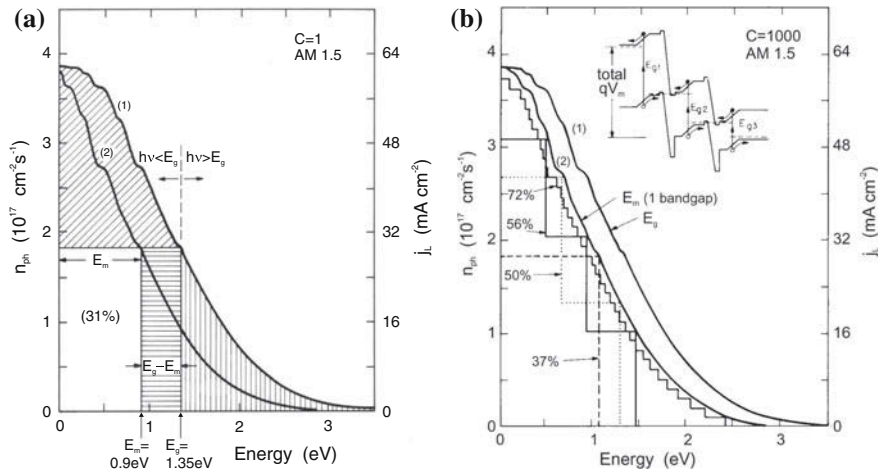 (a)
C=1
AM 1.5
4
3
2
1
0
n_ph (10^17 cm^-2s^-1)
64
48
32
16
0
j_L (mA cm^-2)
(1)
(2)
hν<E_g
hν>E_g
E_m
(31%)
E_g–E_m
0
1
2
3
Energy (eV)
E_m=
0.9eV
E_g=
1.35eV
(b)
C=1000
AM 1.5
4
3
2
1
0
n_ph (10^17 cm^-2s^-1)
64
48
32
16
0
j_L (mA cm^-2)
total
qV_m
E_g1
E_g2
E_g3
(1)
(2)
72%
E_m (1 bandgap)
E_g
56%
50%
37%
0
1
2
3
Energy (eV)